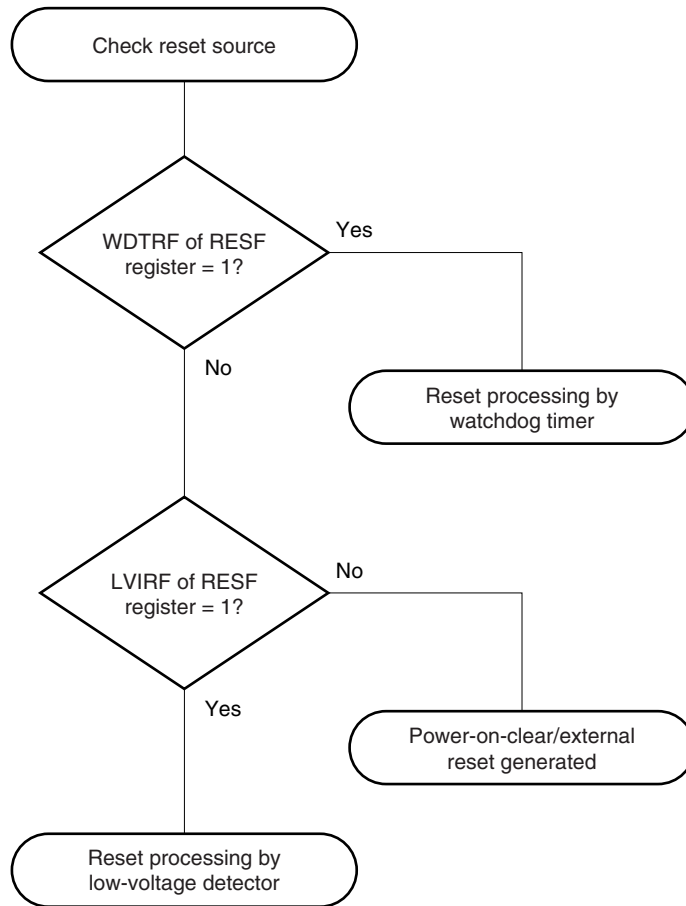 Check reset source
WDTRF of RESF
register = 1?
Yes
No
Reset processing by
watchdog timer
LVIRF of RESF
register = 1?
No
Yes
Power-on-clear/external
reset generated
Reset processing by
low-voltage detector